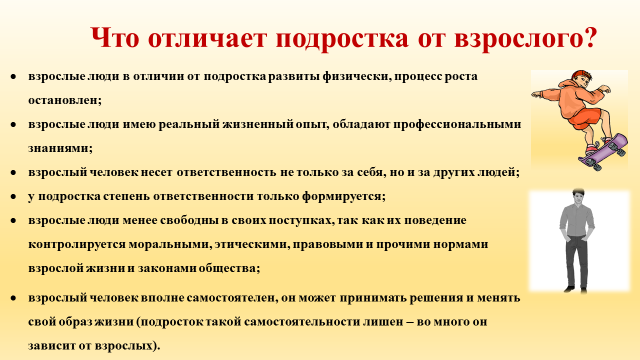 Что отличает подростка от взрослого?
• взрослые люди в отличии от подростка развиты физически, процесс роста
остановлен;
• взрослые люди имею реальный жизненный опыт, обладают профессиональными
знаниями;
• взрослый человек несет ответственность не только за себя, но и за других людей;
• у подростка степень ответственности только формируется;
• взрослые люди менее свободны в своих поступках, так как их поведение
контролируется моральными, этическими, правовыми и прочими нормами
взрослой жизни и законами общества;
• взрослый человек вполне самостоятелен, он может принимать решения и менять
свой образ жизни (подросток такой самостоятельности лишен – во много он
зависит от взрослых).